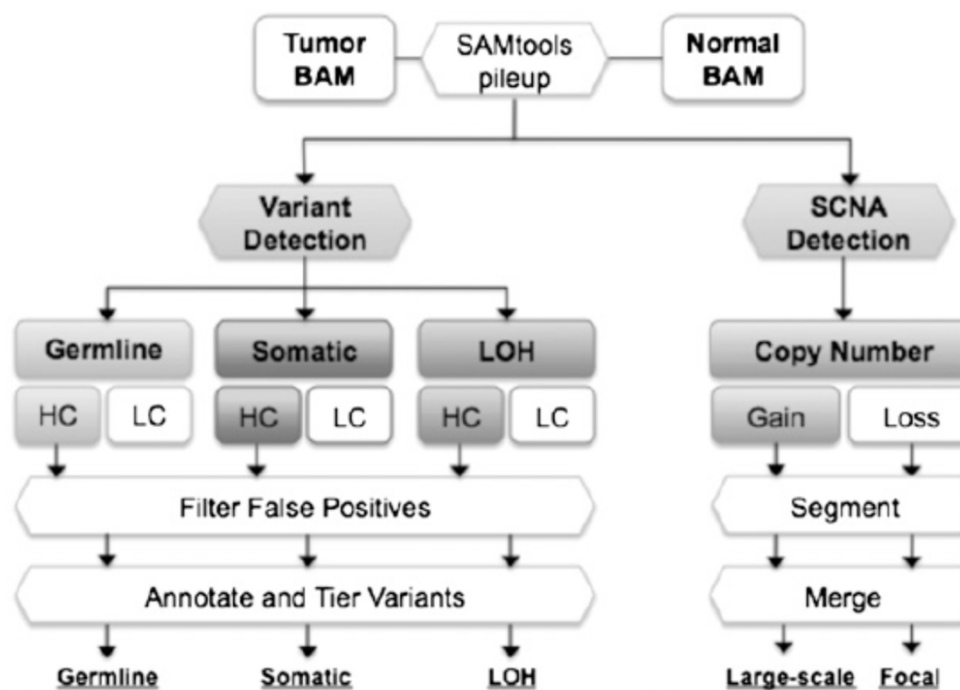 Tumor
BAM
SAMtools
pileup
Normal
BAM
Variant
Detection
SCNA
Detection
Germline
Somatic
LOH
Copy Number
HC
LC
HC
LC
HC
LC
Gain
Loss
Filter False Positives
Segment
Annotate and Tier Variants
Merge
Germline
Somatic
LOH
Large-scale
Focal